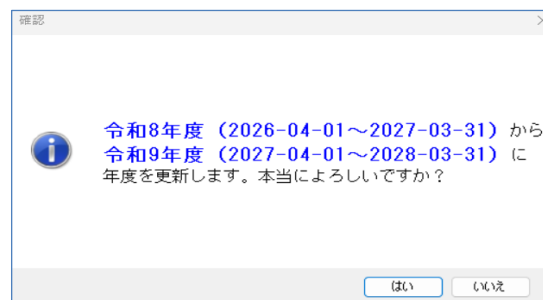 確認
令和8年度（2026-04-01～2027-03-31）から
令和9年度（2027-04-01～2028-03-31）に
年度を更新します。本当によろしいですか？
はい
いいえ